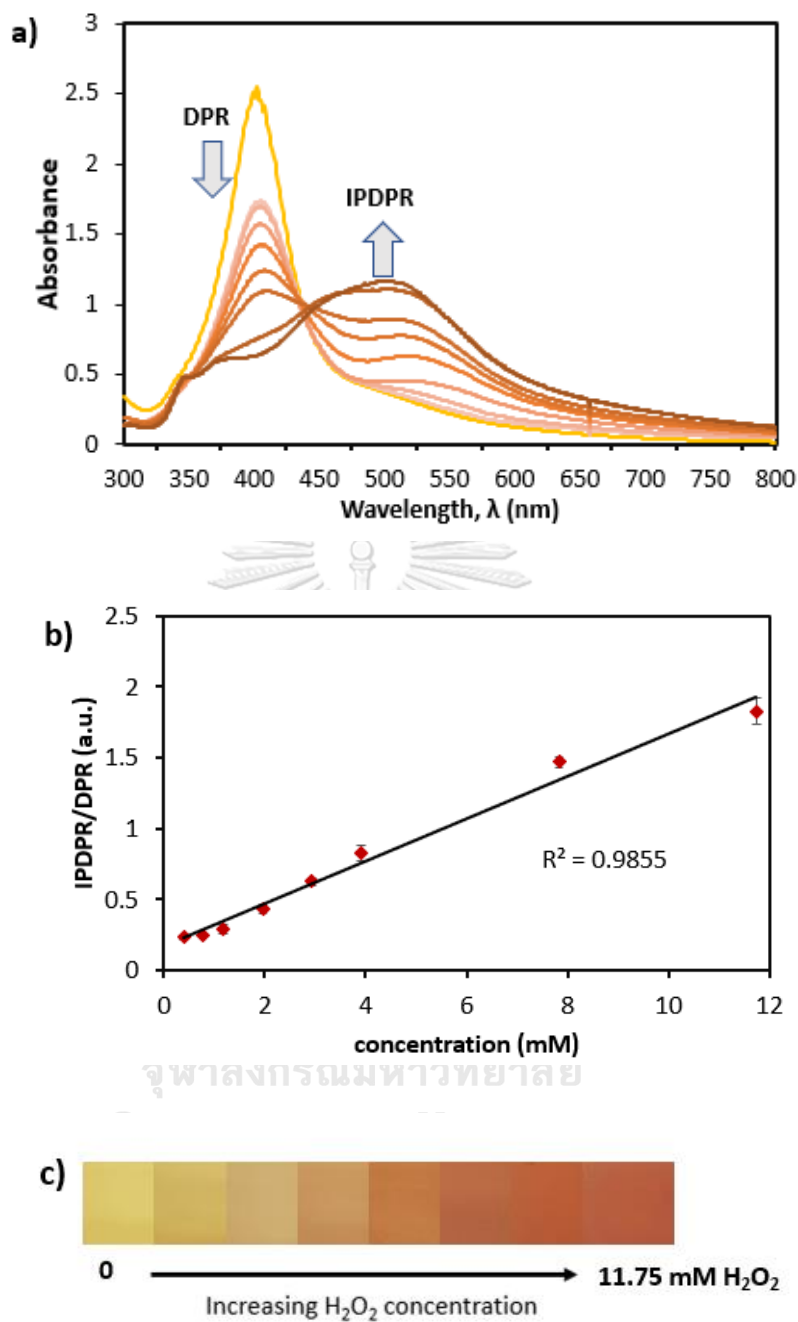 a)
3
2.5
2
1.5
1
0.5
0
Absorbance
DPR
IPDPR
300 350 400 450 500 550 600 650 700 750 800
Wavelength, λ (nm)
b)
2.5
2
1.5
1
0.5
0
IPDPR/DPR (a.u.)
R² = 0.9855
0 2 4 6 8 10 12
concentration (mM)
จุฬาลงกรณ์มหาวิทยาลัย
c)
0 11.75 mM H₂O₂
Increasing H₂O₂ concentration